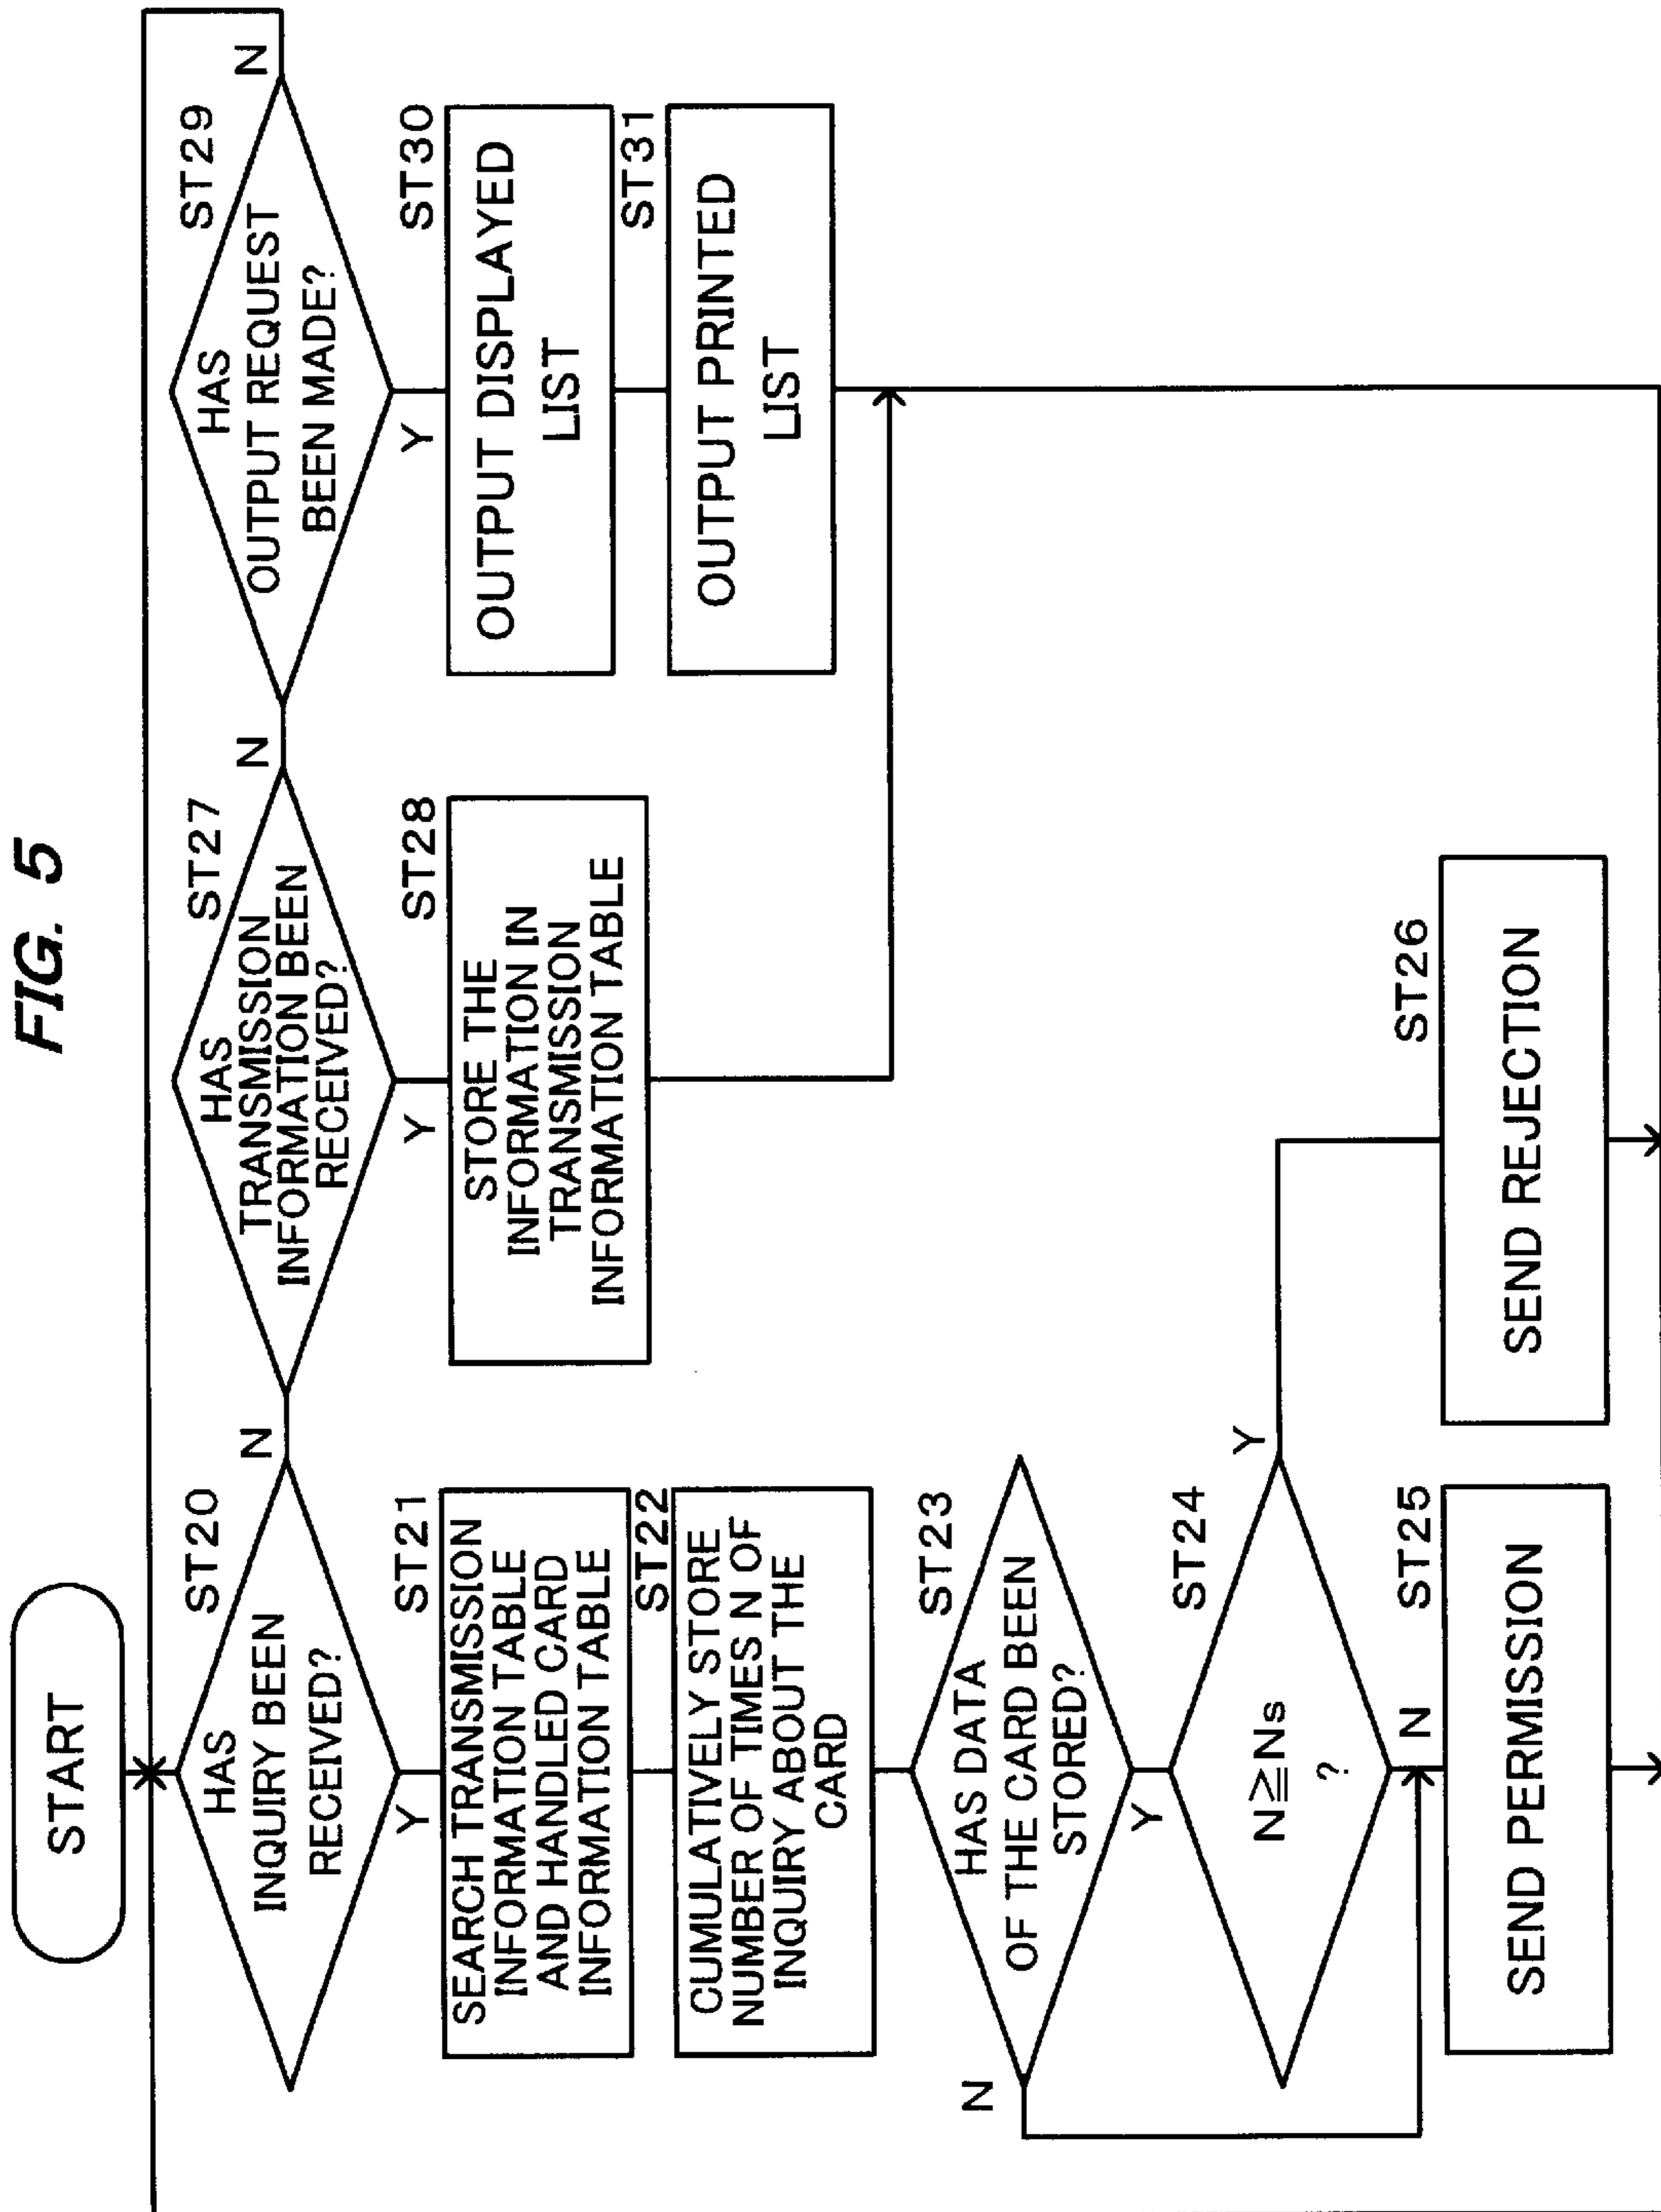 FIG. 5
START
ST20
HAS
INQUIRY BEEN
RECEIVED?
N
Y
ST21
SEARCH TRANSMISSION
INFORMATION TABLE
AND HANDLED CARD
INFORMATION TABLE
ST22
CUMULATIVELY STORE
NUMBER OF TIMES N OF
INQUIRY ABOUT THE
CARD
ST23
HAS DATA
OF THE CARD BEEN
STORED?
N
Y
ST24
N≧Ns
?
Y
N
ST25
SEND PERMISSION
ST26
SEND REJECTION
ST27
HAS
TRANSMISSION
INFORMATION BEEN
RECEIVED?
N
Y
ST28
STORE THE
INFORMATION IN
TRANSMISSION
INFORMATION TABLE
ST29
HAS
OUTPUT REQUEST
BEEN MADE?
N
Y
ST30
OUTPUT DISPLAYED
LIST
ST31
OUTPUT PRINTED
LIST